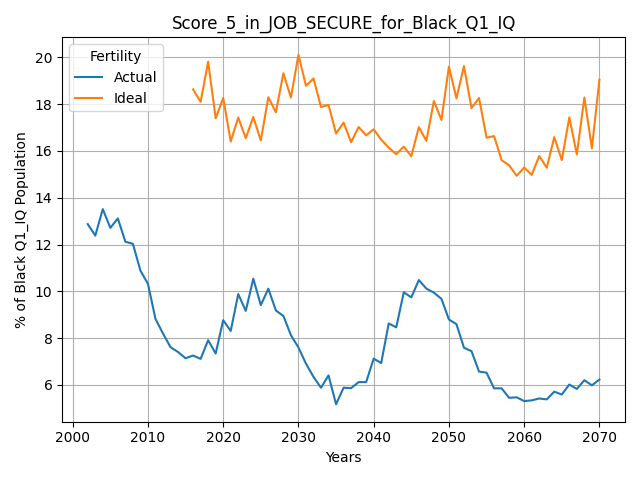 Score_5_in_JOB_SECURE_for_Black_Q1_IQ
Fertility
Actual
Ideal
% of Black Q1_IQ Population
20
18
16
14
12
10
8
6
2000 2010 2020 2030 2040 2050 2060 2070
Years